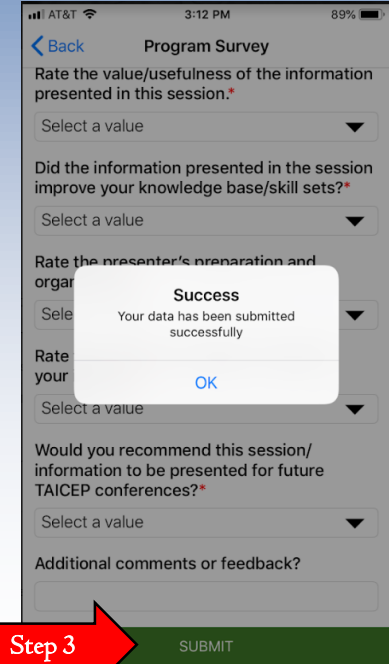 AT&T 3:12 PM 89%
Back Program Survey
Rate the value/usefulness of the information
presented in this session.*
Select a value
Did the information presented in the session
improve your knowledge base/skill sets?*
Select a value
Rate the presenter's preparation and
Success
Your data has been submitted
successfully
OK
Rate
your
Select a value
Would you recommend this session/
information to be presented for future
TAICEP conferences?*
Select a value
Additional comments or feedback?
Step 3 SUBMIT